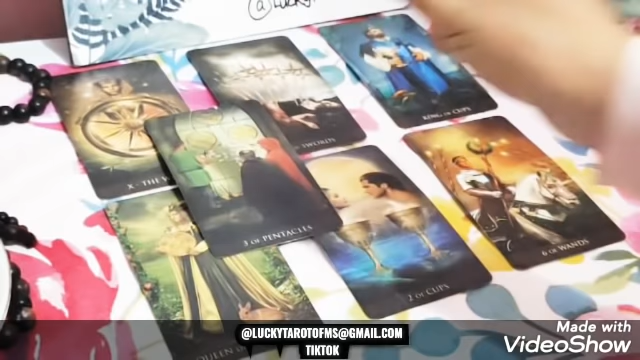 KING OF CUPS
SWORDS
X - THE
3 OF PENTACLES
6 OF WANDS
2 OF CUPS
QUEEN
@LUCKYTAROTOFMS@GMAIL.COM
TIKTOK
Made with
VideoShow